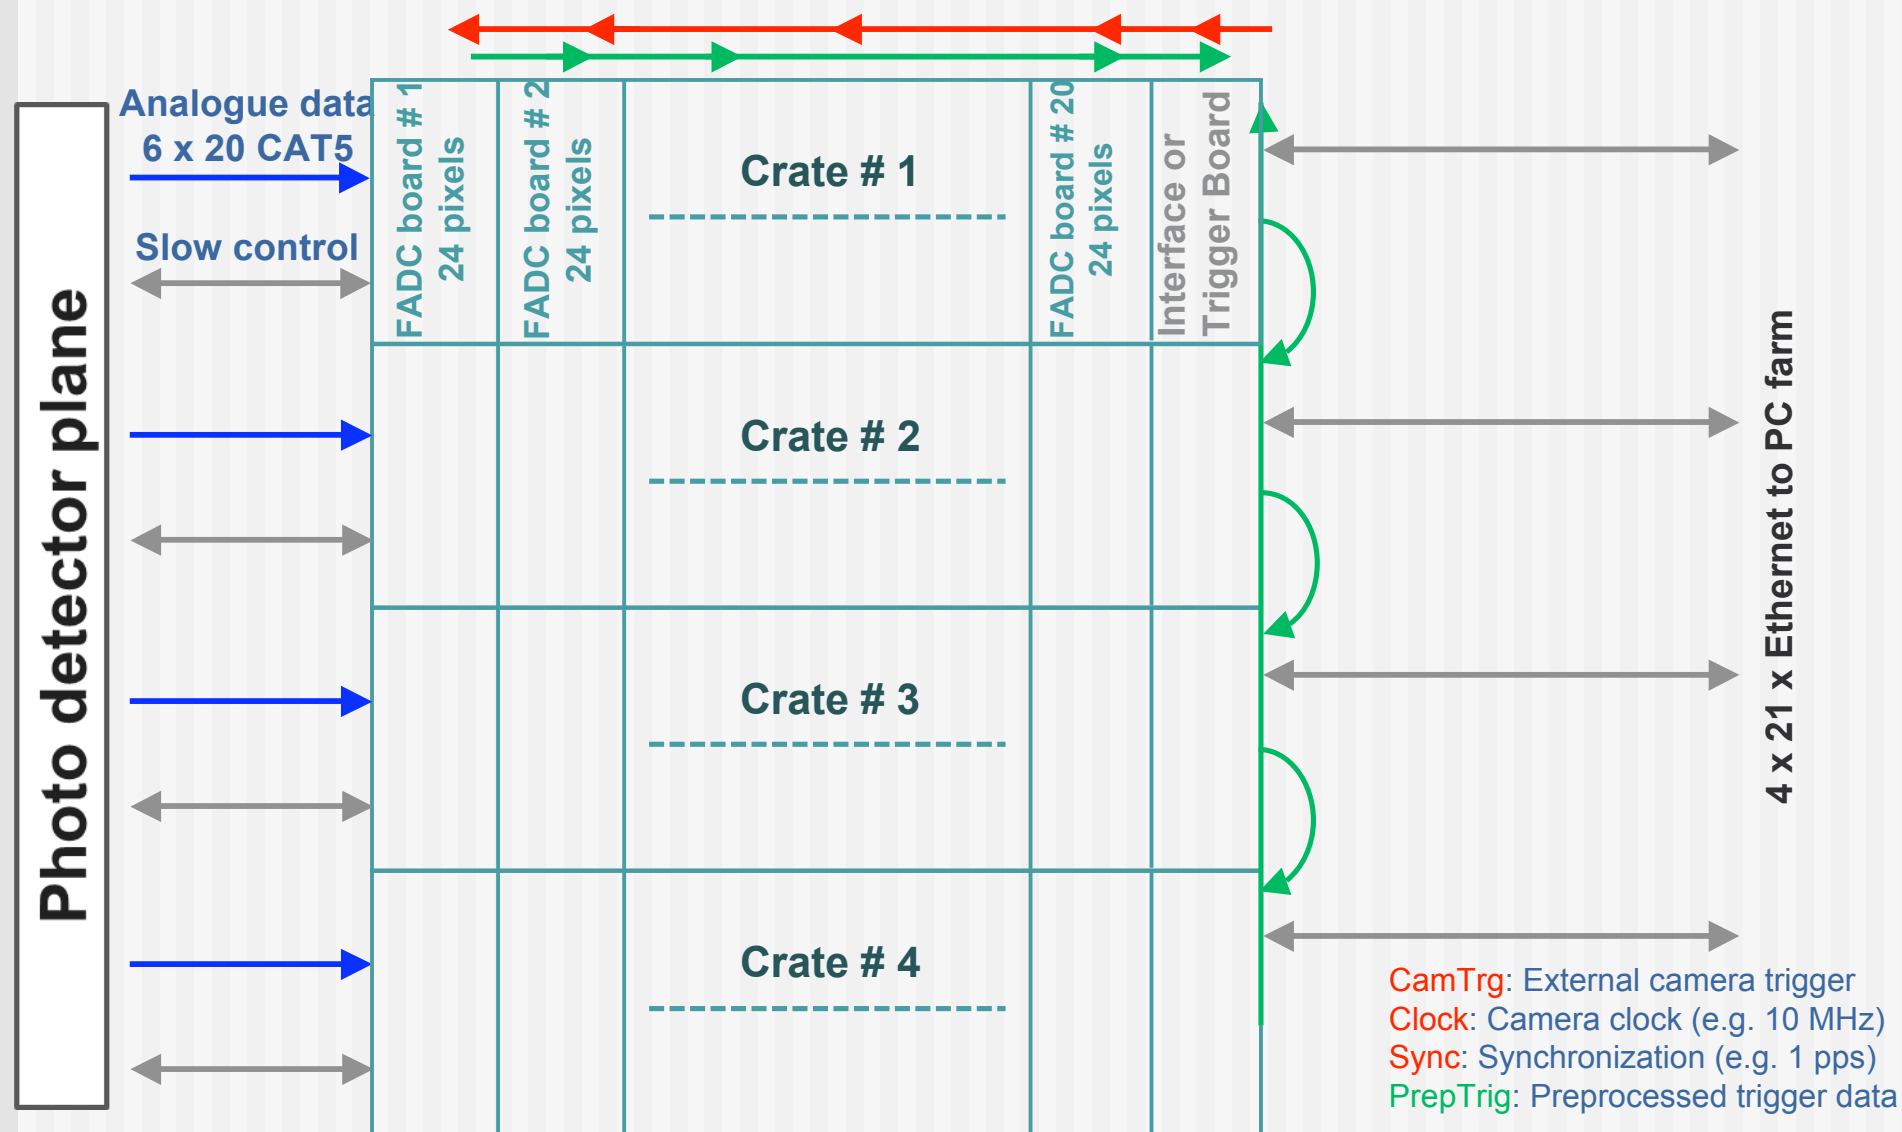 Photo detector plane
Analogue data
6 x 20 CAT5
Slow control
FADC board # 1
24 pixels
FADC board # 2
24 pixels
Crate # 1
FADC board # 20
24 pixels
Interface or
Trigger Board
Crate # 2
Crate # 3
Crate # 4
4 x 21 x Ethernet to PC farm
CamTrg: External camera trigger
Clock: Camera clock (e.g. 10 MHz)
Sync: Synchronization (e.g. 1 pps)
PrepTrig: Preprocessed trigger data